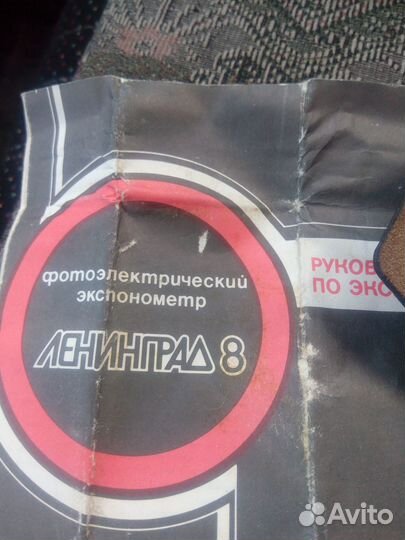 фотоэлектрический
экспонометр
ЛЕНИНГРАД 8
РУКОВ
ПО ЭКС
Avito